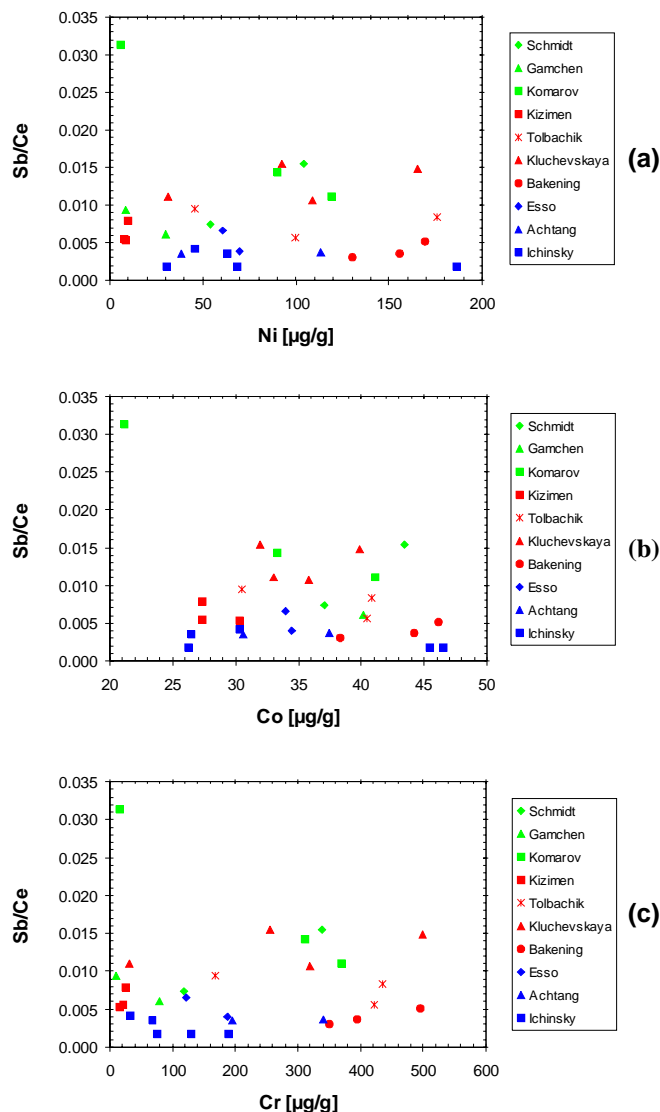 0.035
0.030
0.025
0.020
0.015
0.010
0.005
0.000
Sb/Ce
0 50 100 150 200
Ni [µg/g]
Schmidt
Gamchen
Komarov
Kizimen
Tolbachik
Kluchevskaya
Bakening
Esso
Achtang
Ichinsky
(a)
0.035
0.030
0.025
0.020
0.015
0.010
0.005
0.000
Sb/Ce
20 25 30 35 40 45 50
Co [µg/g]
Schmidt
Gamchen
Komarov
Kizimen
Tolbachik
Kluchevskaya
Bakening
Esso
Achtang
Ichinsky
(b)
0.035
0.030
0.025
0.020
0.015
0.010
0.005
0.000
Sb/Ce
0 100 200 300 400 500 600
Cr [µg/g]
Schmidt
Gamchen
Komarov
Kizimen
Tolbachik
Kluchevskaya
Bakening
Esso
Achtang
Ichinsky
(c)